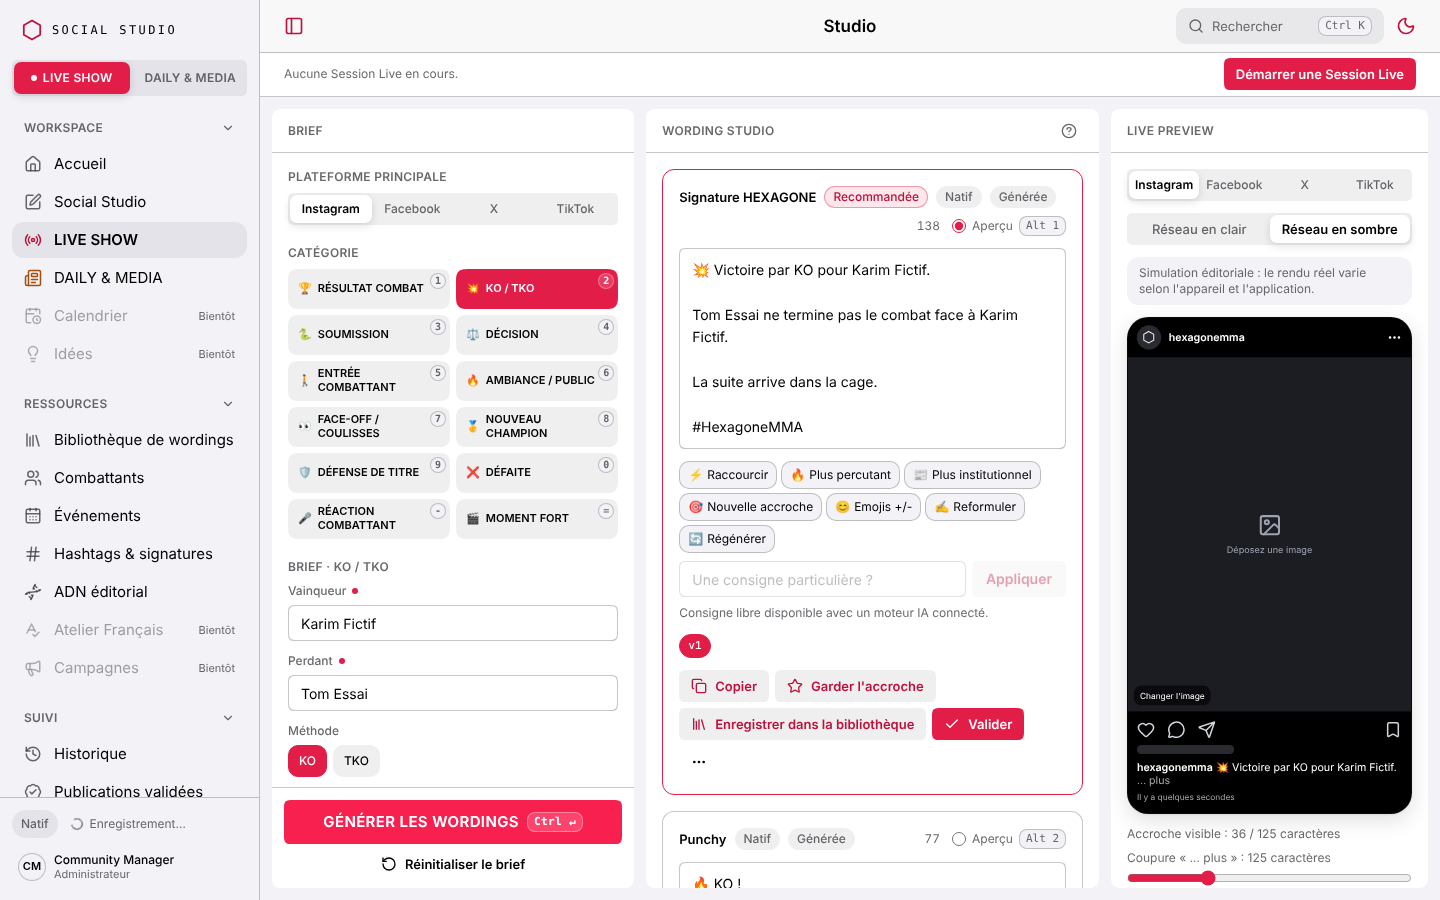 SOCIAL STUDIO
LIVE SHOW
DAILY & MEDIA
WORKSPACE
Accueil
Social Studio
LIVE SHOW
DAILY & MEDIA
Calendrier
Bientôt
Idées
Bientôt
RESSOURCES
Bibliothèque de wordings
Combattants
Événements
Hashtags & signatures
ADN éditorial
Atelier Français
Bientôt
Campagnes
Bientôt
SUIVI
Historique
Publications validées
Natif
Enregistrement…
CM
Community Manager
Administrateur
Studio
Rechercher
Ctrl K
Aucune Session Live en cours.
Démarrer une Session Live
BRIEF
PLATEFORME PRINCIPALE
Instagram
Facebook
X
TikTok
CATÉGORIE
🏆 RÉSULTAT COMBAT 1
💥 KO / TKO 2
🐍 SOUMISSION 3
⚖️ DÉCISION 4
🚶 ENTRÉE
COMBATTANT 5
🔥 AMBIANCE / PUBLIC 6
👀 FACE-OFF /
COULISSES 7
🥇 NOUVEAU
CHAMPION 8
🛡️ DÉFENSE DE TITRE 9
❌ DÉFAITE 0
🎤 RÉACTION
COMBATTANT -
🎬 MOMENT FORT =
BRIEF · KO / TKO
Vainqueur
Karim Fictif
Perdant
Tom Essai
Méthode
KO
TKO
GÉNÉRER LES WORDINGS Ctrl ↵
Réinitialiser le brief
WORDING STUDIO
Signature HEXAGONE
Recommandée
Natif
Générée
138
Aperçu
Alt 1
💥 Victoire par KO pour Karim Fictif.
Tom Essai ne termine pas le combat face à Karim
Fictif.
La suite arrive dans la cage.
#HexagoneMMA
⚡ Raccourcir
🔥 Plus percutant
📰 Plus institutionnel
🎯 Nouvelle accroche
😊 Emojis +/-
✍️ Reformuler
🔄 Régénérer
Une consigne particulière ?
Appliquer
Consigne libre disponible avec un moteur IA connecté.
v1
Copier
Garder l'accroche
Enregistrer dans la bibliothèque
Valider
Punchy
Natif
Générée
77
Aperçu
Alt 2
🔥 KO !
LIVE PREVIEW
Instagram
Facebook
X
TikTok
Réseau en clair
Réseau en sombre
Simulation éditoriale : le rendu réel varie
selon l'appareil et l'application.
hexagonemma
Déposez une image
Changer l'image
hexagonemma 💥 Victoire par KO pour Karim Fictif.
… plus
Il y a quelques secondes
Accroche visible : 36 / 125 caractères
Coupure « … plus » : 125 caractères